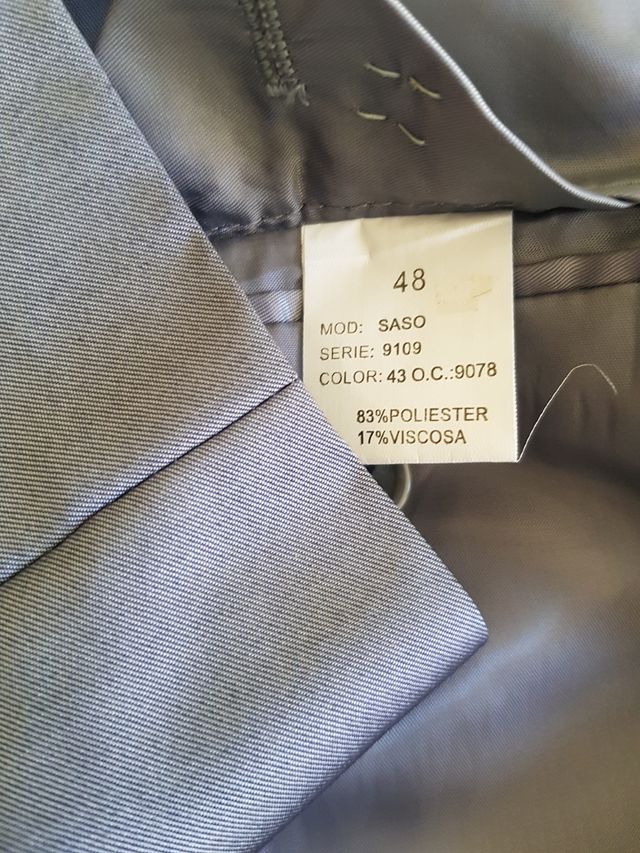 48
MOD: SASO
SERIE: 9109
COLOR: 43 O.C.:9078
83%POLIESTER
17%VISCOSA